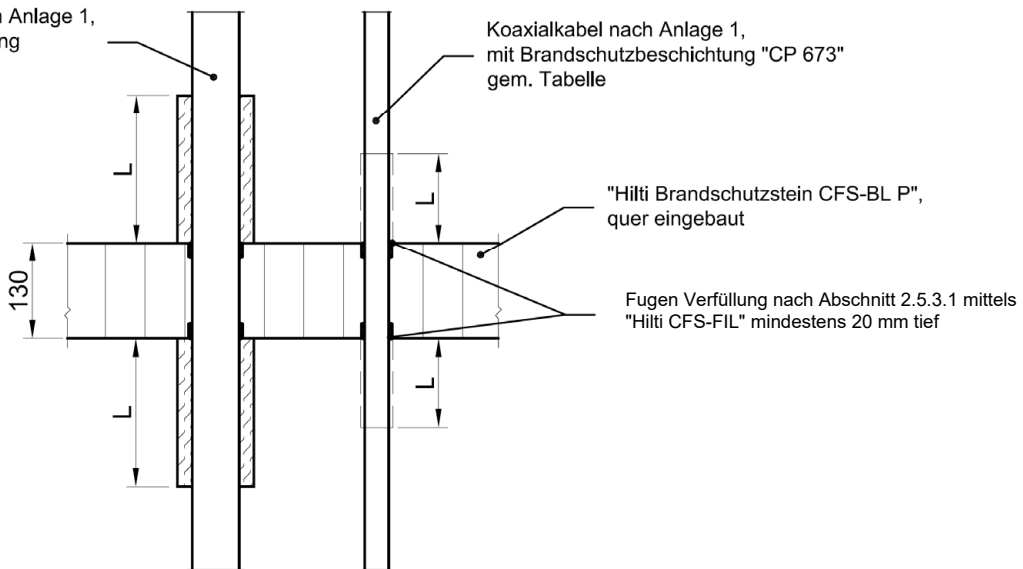 Anlage 1,
Koaxialkabel nach Anlage 1,
mit Brandschutzbeschichtung "CP 673"
gem. Tabelle
L
L
"Hilti Brandschutzstein CFS-BL P",
quer eingebaut
130
Fugen Verfüllung nach Abschnitt 2.5.3.1 mittels
"Hilti CFS-FIL" mindestens 20 mm tief
L
L